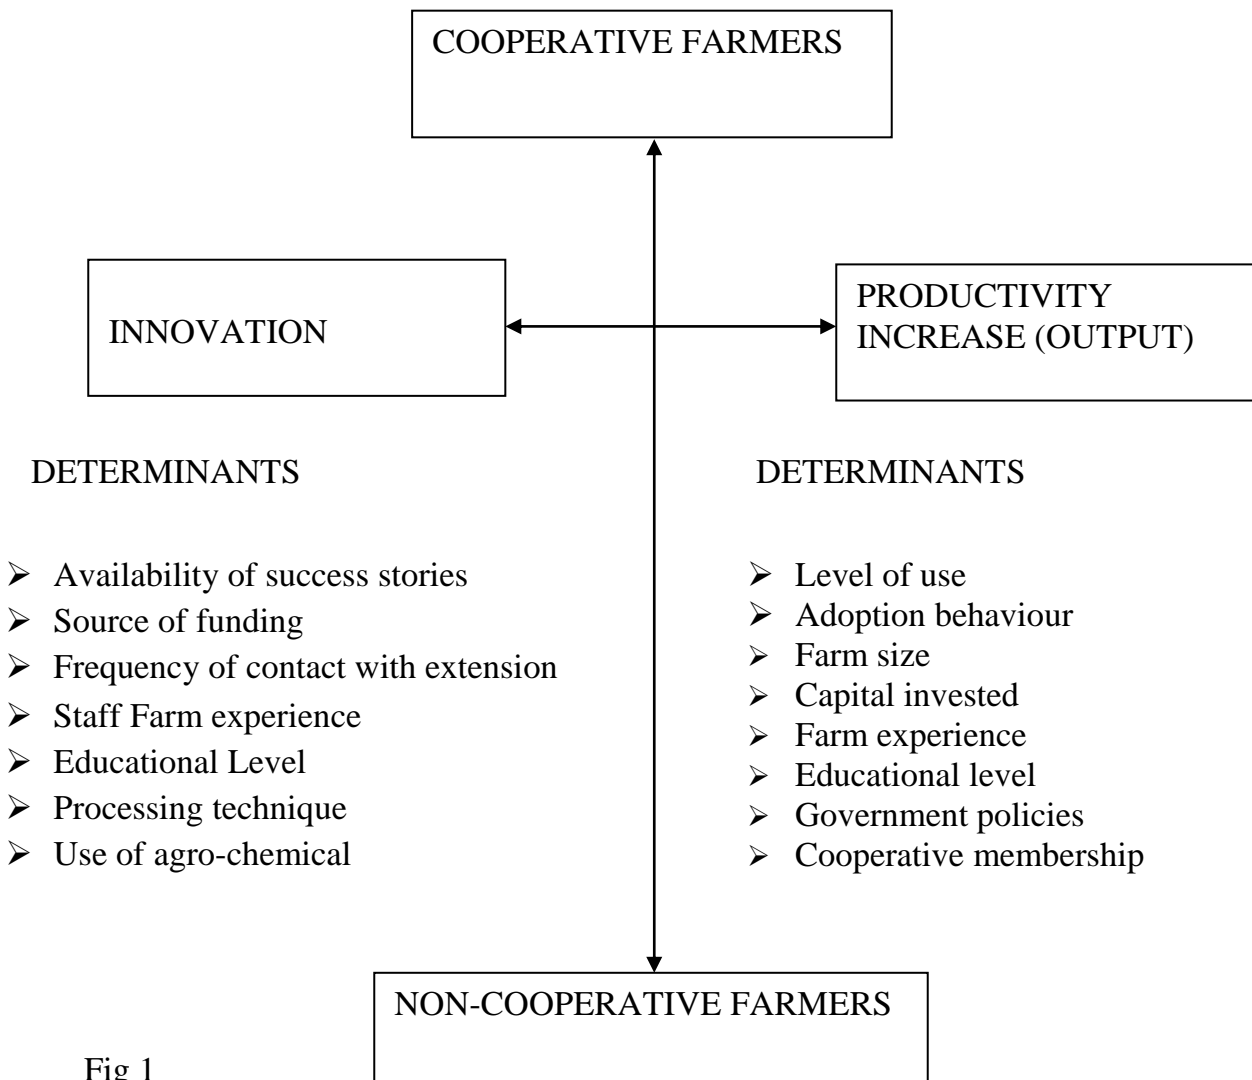 COOPERATIVE FARMERS
INNOVATION
PRODUCTIVITY
INCREASE (OUTPUT)
DETERMINANTS
➢ Availability of success stories
➢ Source of funding
➢ Frequency of contact with extension
➢ Staff Farm experience
➢ Educational Level
➢ Processing technique
➢ Use of agro-chemical
DETERMINANTS
➢ Level of use
➢ Adoption behaviour
➢ Farm size
➢ Capital invested
➢ Farm experience
➢ Educational level
➢ Government policies
➢ Cooperative membership
NON-COOPERATIVE FARMERS
Fig 1